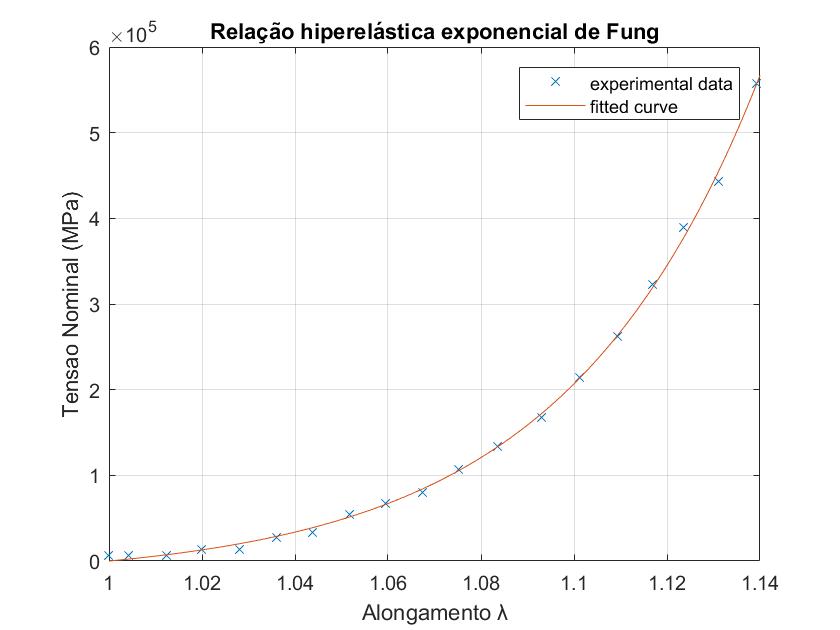 Relação hiperelástica exponencial de Fung
×10⁵
experimental data
fitted curve
6
5
4
3
2
1
0
Tensao Nominal (MPa)
1 1.02 1.04 1.06 1.08 1.1 1.12 1.14
Alongamento λ